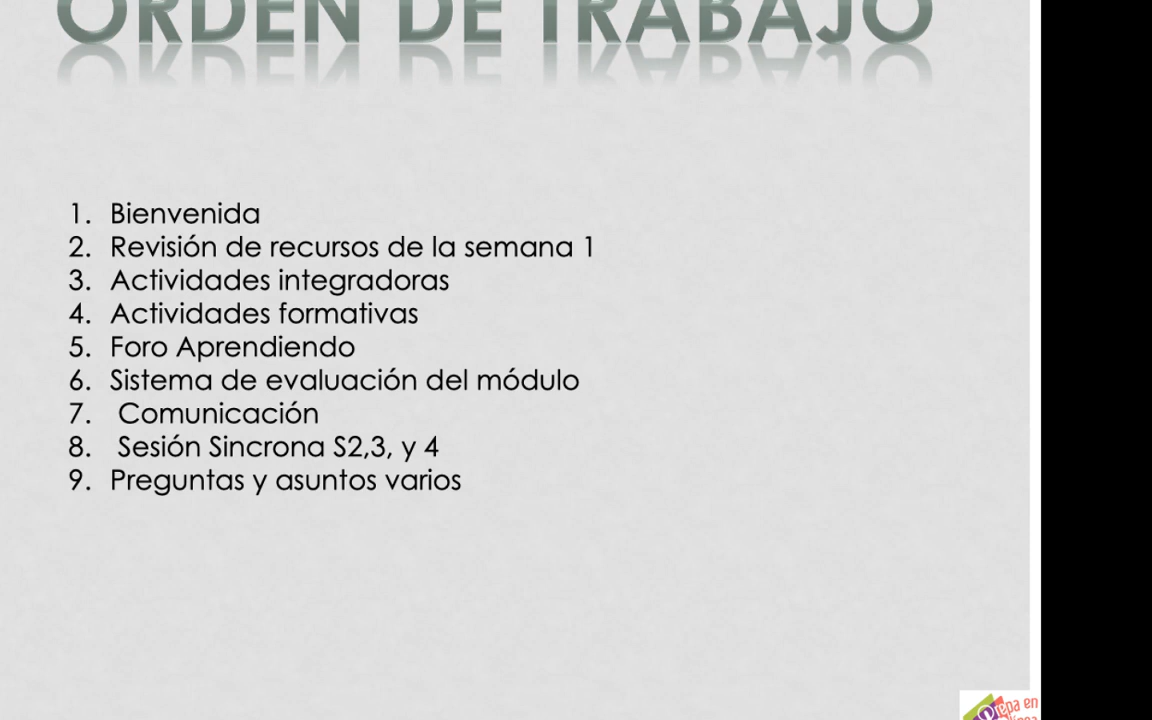 ORDEN DE TRABAJO
1. Bienvenida
2. Revisión de recursos de la semana 1
3. Actividades integradoras
4. Actividades formativas
5. Foro Aprendiendo
6. Sistema de evaluación del módulo
7. Comunicación
8. Sesión Sincrona S2,3, y 4
9. Preguntas y asuntos varios
Prepa en